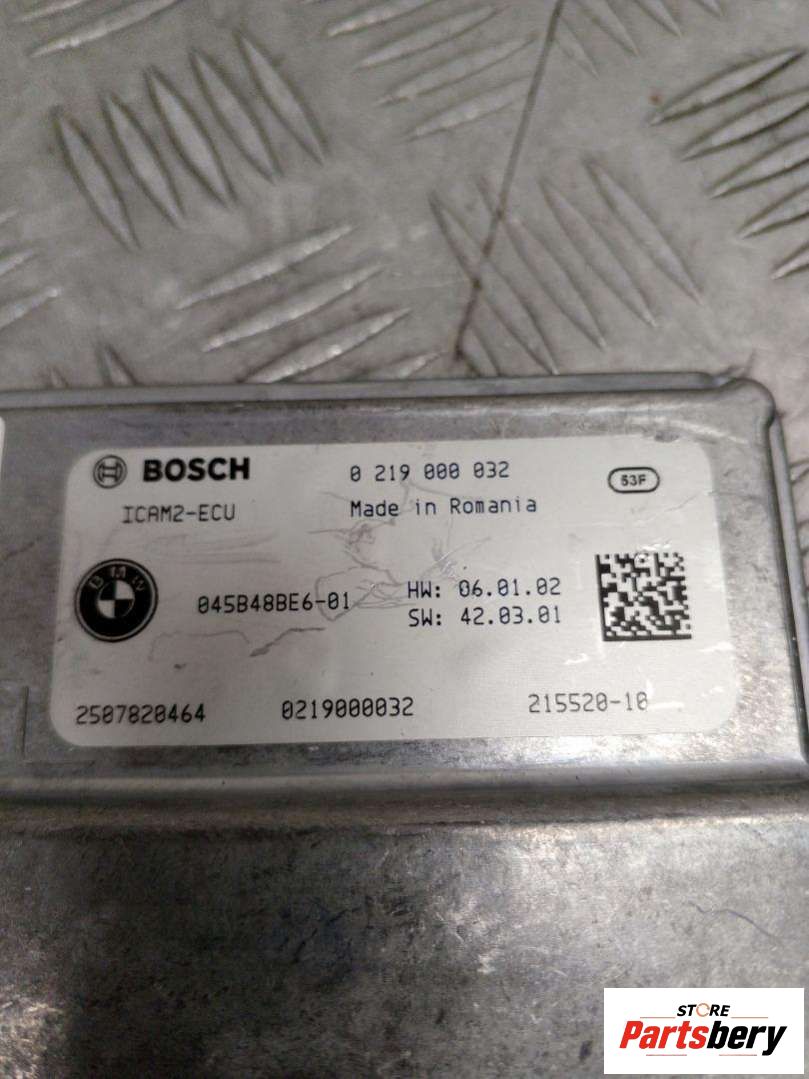 BOSCH 0 219 000 032 53F
ICAM2-ECU Made in Romania
BMW
045B48BE6-01 HW: 06.01.02
SW: 42.03.01
2507820464 0219000032 215520-10
STORE
Partsbery